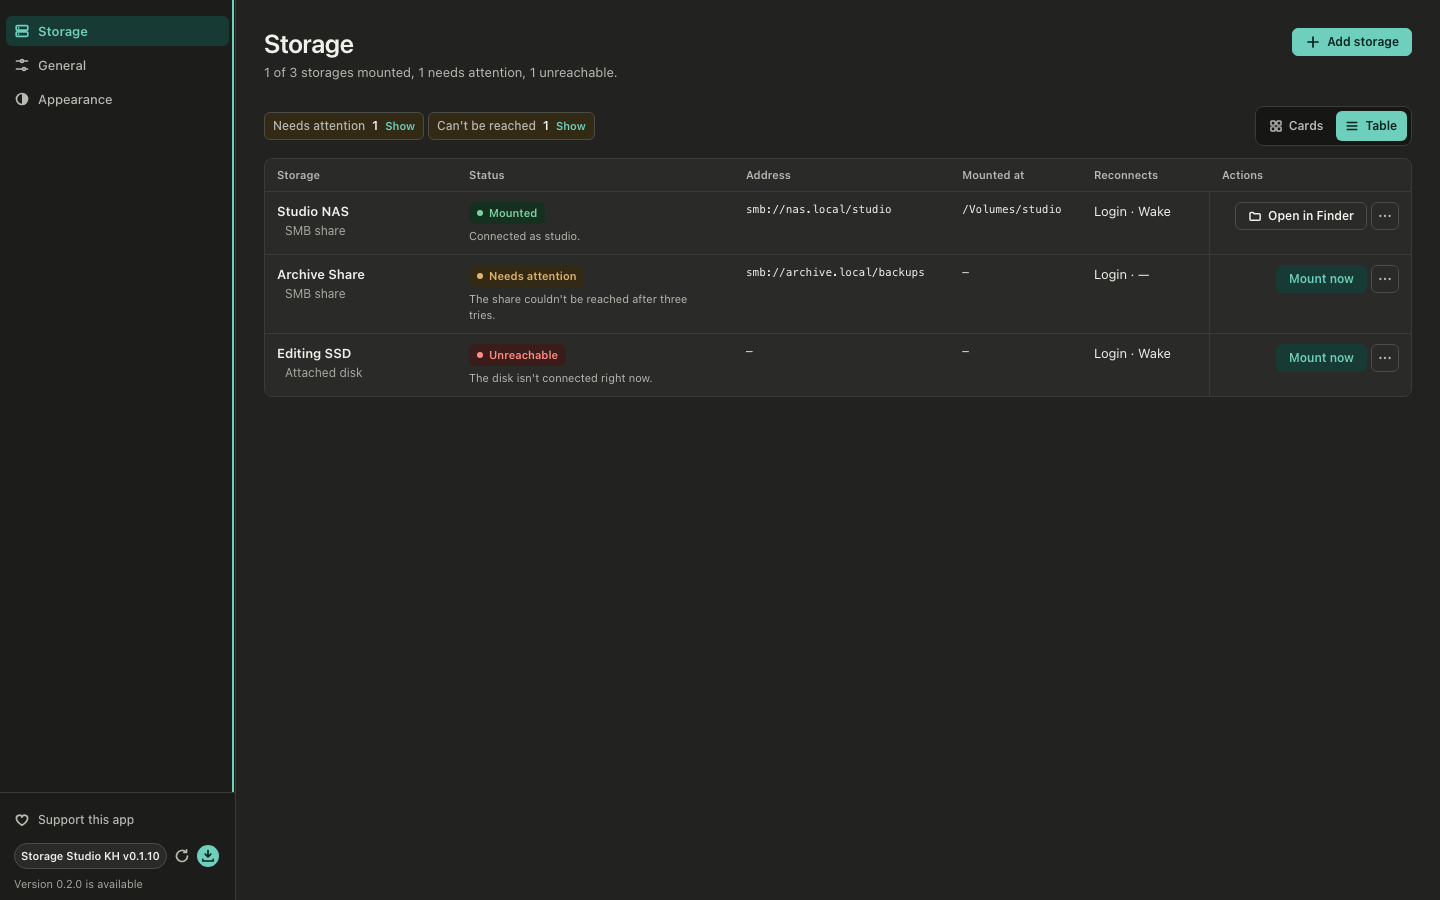 Storage
General
Appearance
Support this app
Storage Studio KH v0.1.10
Version 0.2.0 is available
Storage
1 of 3 storages mounted, 1 needs attention, 1 unreachable.
Add storage
Needs attention 1 Show
Can't be reached 1 Show
Cards
Table
Storage Status Address Mounted at Reconnects Actions
Studio NAS
SMB share
Mounted
Connected as studio.
smb://nas.local/studio
/Volumes/studio
Login · Wake
Open in Finder
Archive Share
SMB share
Needs attention
The share couldn't be reached after three
tries.
smb://archive.local/backups
–
Login · —
Mount now
Editing SSD
Attached disk
Unreachable
The disk isn't connected right now.
–
–
Login · Wake
Mount now